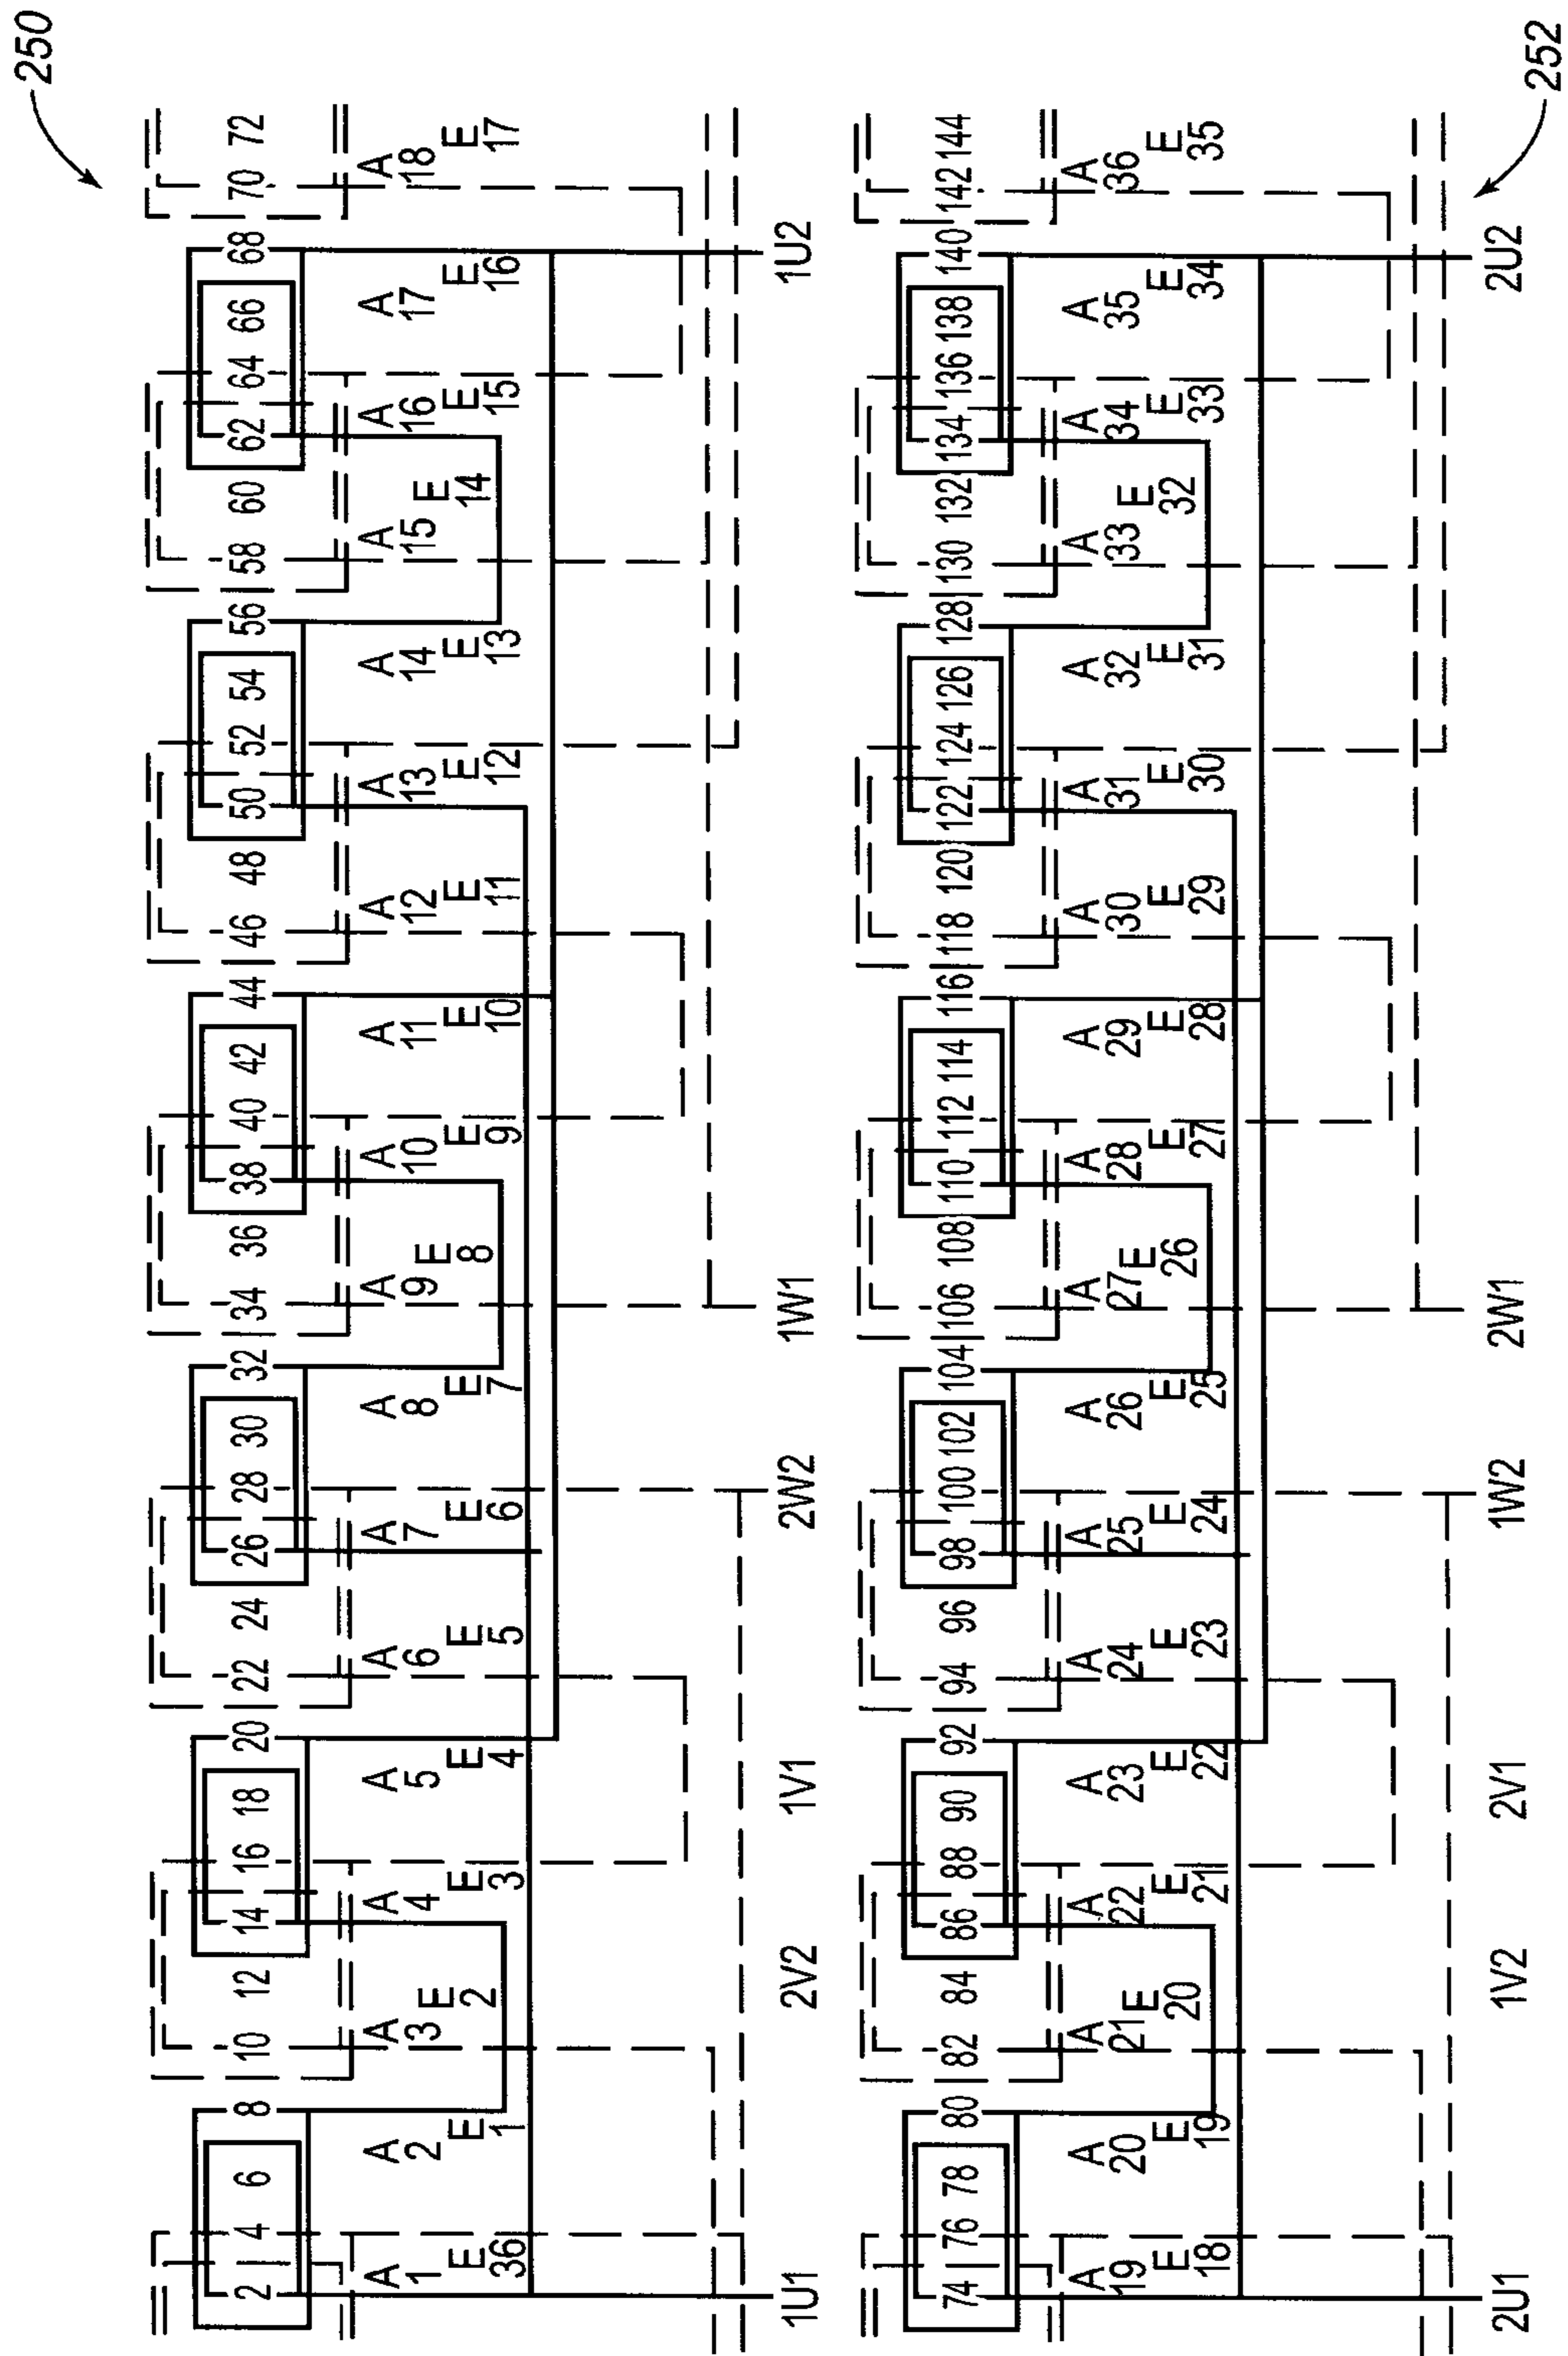 250
2 4 6 8 10 12 14 16 18 20 22 24 26 28 30 32 34 36 38 40 42 44 46 48 50 52 54 56 58 60 62 64 66 68 70 72
A A A A A A A A A A A A A A A A A A
1 2 3 4 5 6 7 8 9 10 11 12 13 14 15 16 17 18
E E E E E E E E E E E E E E E E E E
36 1 2 3 4 5 6 7 8 9 10 11 12 13 14 15 16 17
1U1 2V2 1V1 2W2 1W1 1U2
74 76 78 80 82 84 86 88 90 92 94 96 98 100 102 104 106 108 110 112 114 116 118 120 122 124 126 128 130 132 134 136 138 140 142 144
A A A A A A A A A A A A A A A A A A
19 20 21 22 23 24 25 26 27 28 29 30 31 32 33 34 35 36
E E E E E E E E E E E E E E E E E E
18 19 20 21 22 23 24 25 26 27 28 29 30 31 32 33 34 35
2U1 1V2 2V1 1W2 2W1 2U2
252